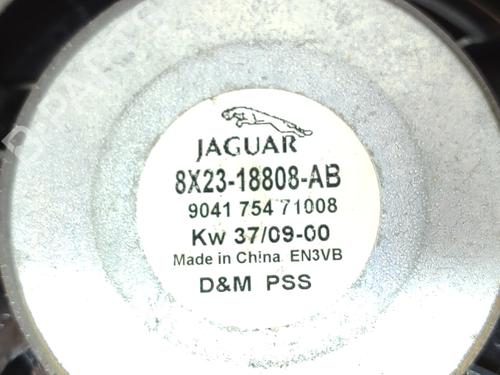 JAGUAR
8X23-18808-AB
9041 754 71008
Kw 37/09-00
Made in China EN3VB
D&M PSS